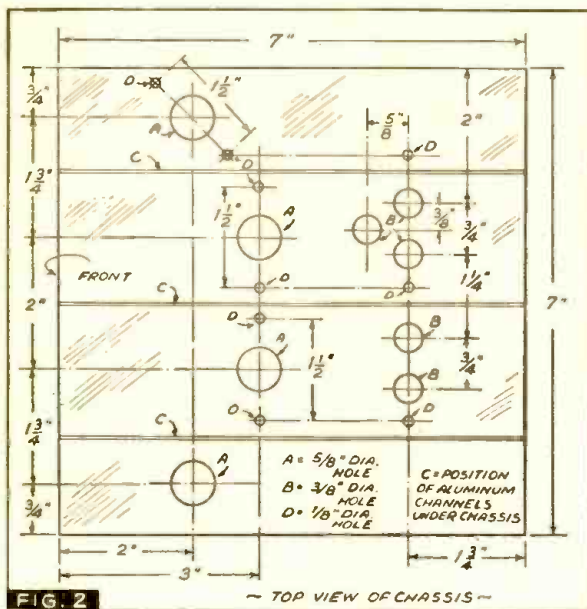 7"
D
1 1/2"
3/4"
A
5/8
2"
C
D
D
1 3/4"
A
B
3/8"
3/4"
1 1/2"
FRONT
1 1/4"
7"
C
D
D
2"
D
A
B
1 1/2"
3/4"
B
D
D
C
1 3/4"
A
A = 5/8" DIA.
HOLE
B = 3/8" DIA.
HOLE
D = 1/8" DIA.
HOLE
C = POSITION
OF ALUMINUM
CHANNELS
UNDER CHASSIS
3/4"
2"
1 3/4"
3"
FIG. 2
~ TOP VIEW OF CHASSIS ~